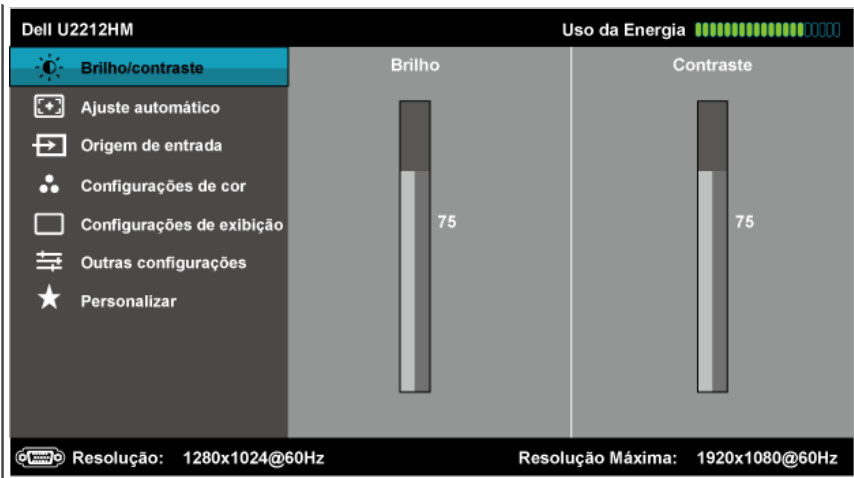 Dell U2212HM Uso da Energia
Brilho/contraste
Brilho Contraste
Ajuste automático
Origem de entrada
Configurações de cor
Configurações de exibição
75 75
Outras configurações
Personalizar
Resolução: 1280x1024@60Hz Resolução Máxima: 1920x1080@60Hz